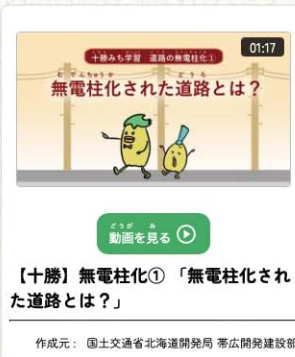 01:17
十勝みち学習 道路の無電柱化①
む でんちゅうか どうろ
無電柱化された道路とは？
どうが み
動画を見る
【十勝】無電柱化① 「無電柱化され
た道路とは？」
作成元： 国土交通省北海道開発局 帯広開発建設部